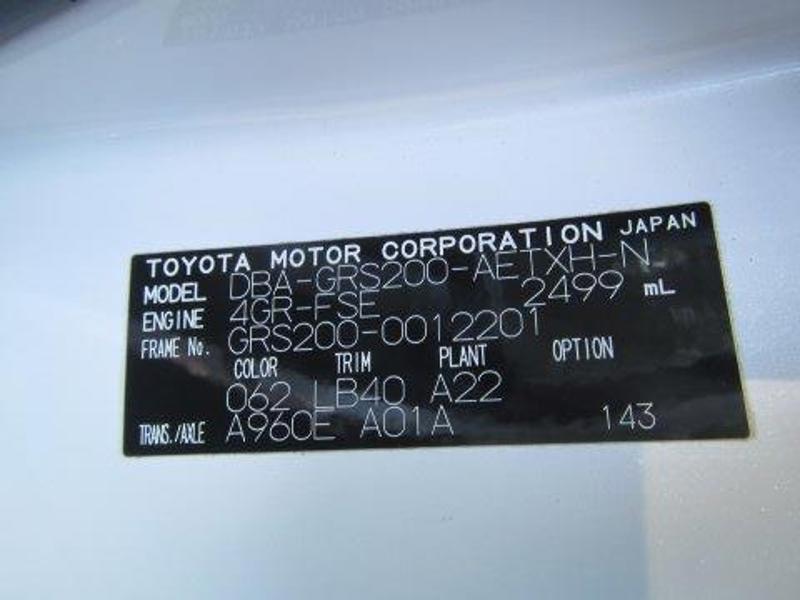 TOYOTA MOTOR CORPORATION JAPAN
MODEL DBA-GRS200-AETXH-N
ENGINE 4GR-FSE 2499 mL
FRAME No. GRS200-0012201
COLOR TRIM PLANT OPTION
062 LB40 A22
TRANS./AXLE A960E A01A 143